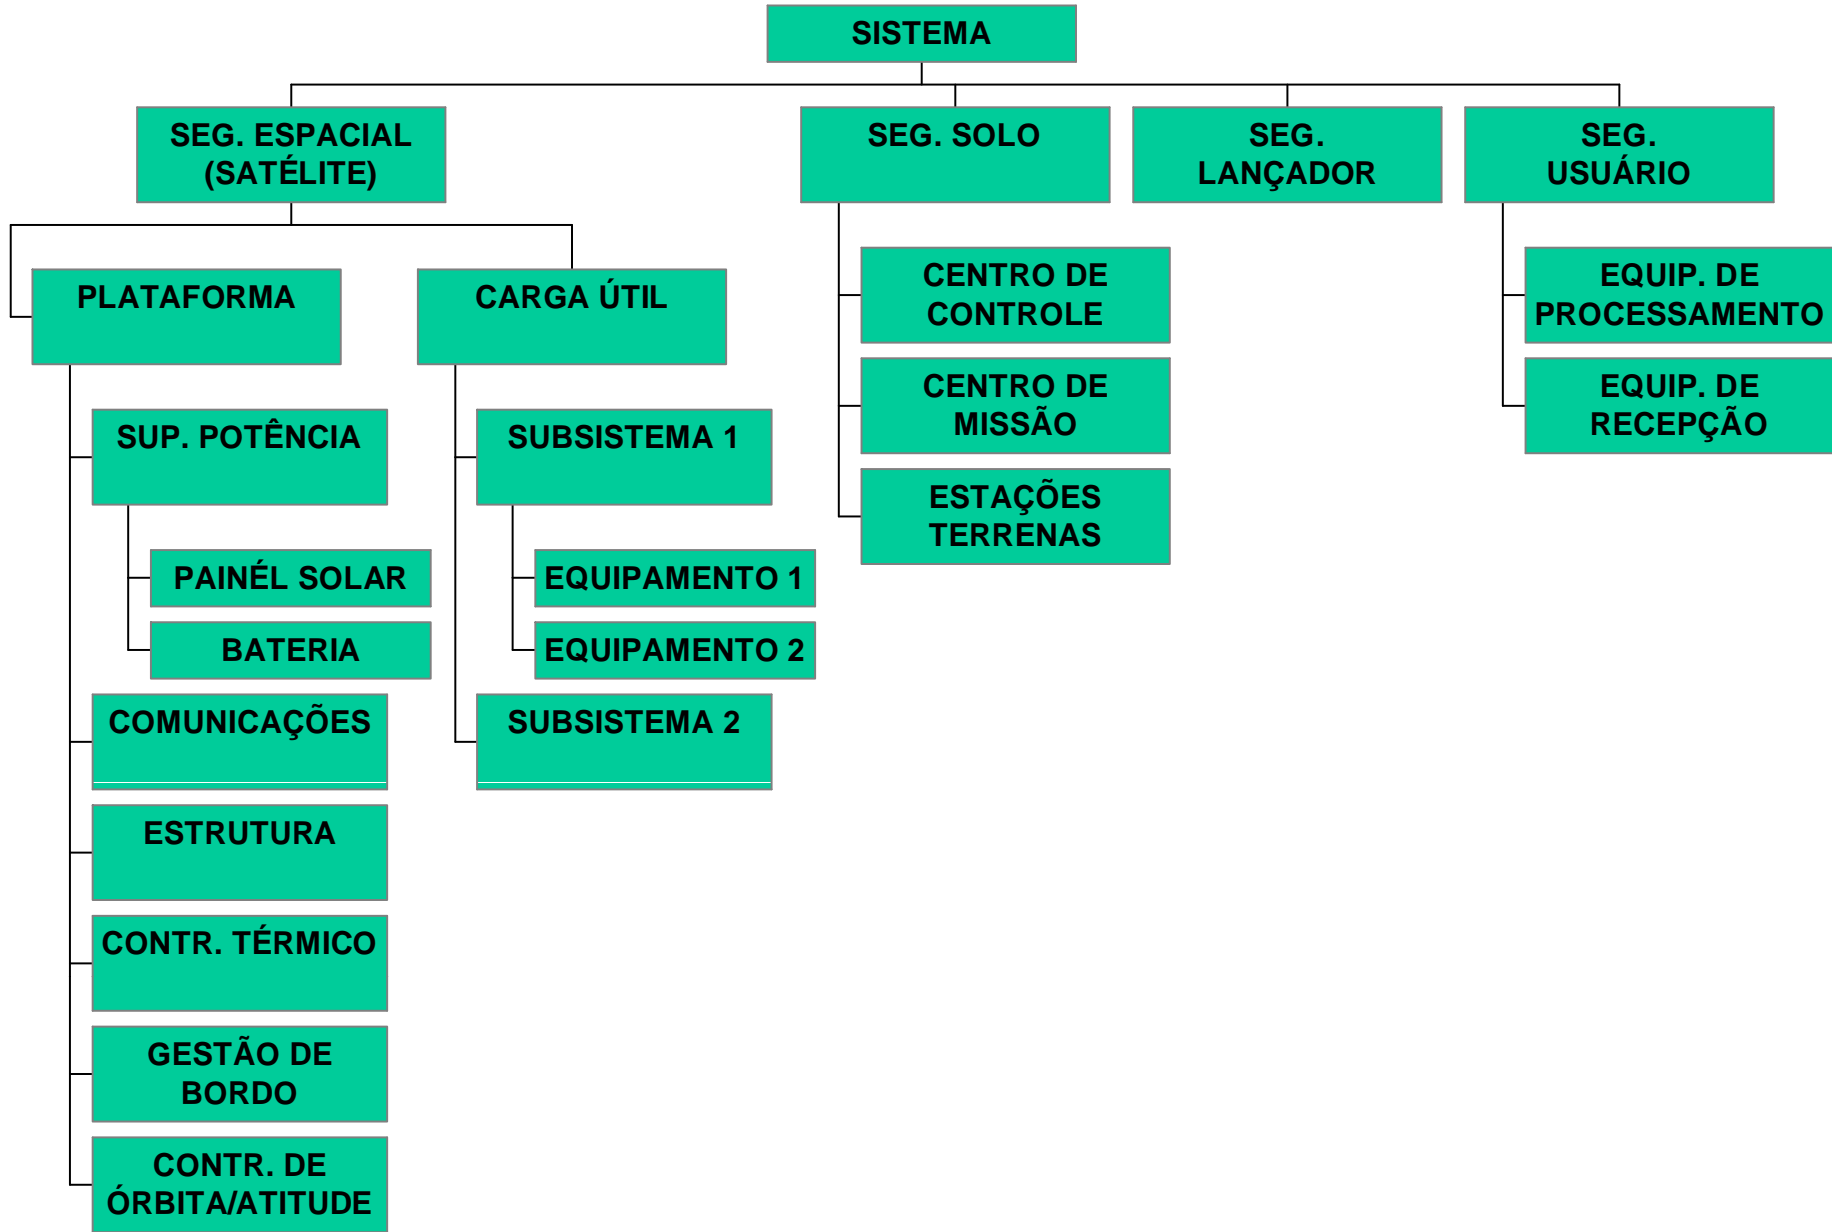 SISTEMA
SEG. ESPACIAL
(SATÉLITE)
SEG. SOLO
SEG.
LANÇADOR
SEG.
USUÁRIO
PLATAFORMA
CARGA ÚTIL
CENTRO DE
CONTROLE
EQUIP. DE
PROCESSAMENTO
CENTRO DE
MISSÃO
EQUIP. DE
RECEPÇÃO
SUP. POTÊNCIA
SUBSISTEMA 1
ESTAÇÕES
TERRENAS
PAINÉL SOLAR
EQUIPAMENTO 1
BATERIA
EQUIPAMENTO 2
COMUNICAÇÕES
SUBSISTEMA 2
ESTRUTURA
CONTR. TÉRMICO
GESTÃO DE
BORDO
CONTR. DE
ÓRBITA/ATITUDE